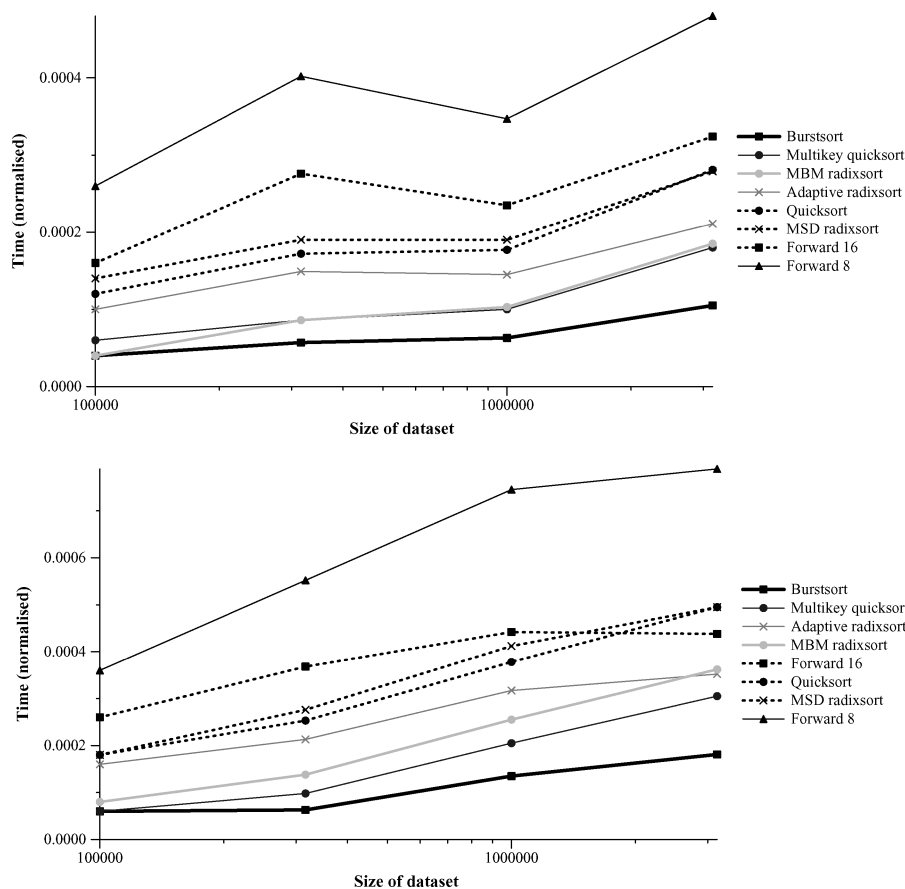 0.0004
0.0002
0.0000
Time (normalised)
100000
1000000
Size of dataset
Burstsort
Multikey quicksort
MBM radixsort
Adaptive radixsort
Quicksort
MSD radixsort
Forward 16
Forward 8
0.0006
0.0004
0.0002
0.0000
Time (normalised)
100000
1000000
Size of dataset
Burstsort
Multikey quicksor
Adaptive radixsort
MBM radixsort
Forward 16
Quicksort
MSD radixsort
Forward 8